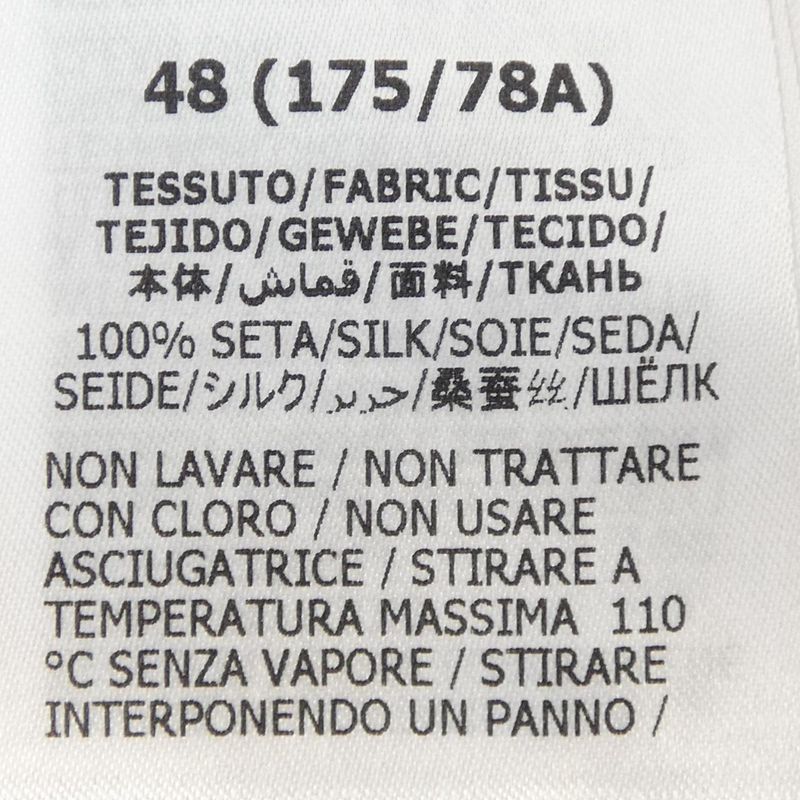 48 (175/78A)
TESSUTO/FABRIC/TISSU/
TEJIDO/GEWEBE/TECIDO/
本体/قماش/面料/ТКАНЬ
100% SETA/SILK/SOIE/SEDA/
SEIDE/シルク/حرير/桑蚕丝/ШЁЛК
NON LAVARE / NON TRATTARE
CON CLORO / NON USARE
ASCIUGATRICE / STIRARE A
TEMPERATURA MASSIMA 110
°C SENZA VAPORE / STIRARE
INTERPONENDO UN PANNO /